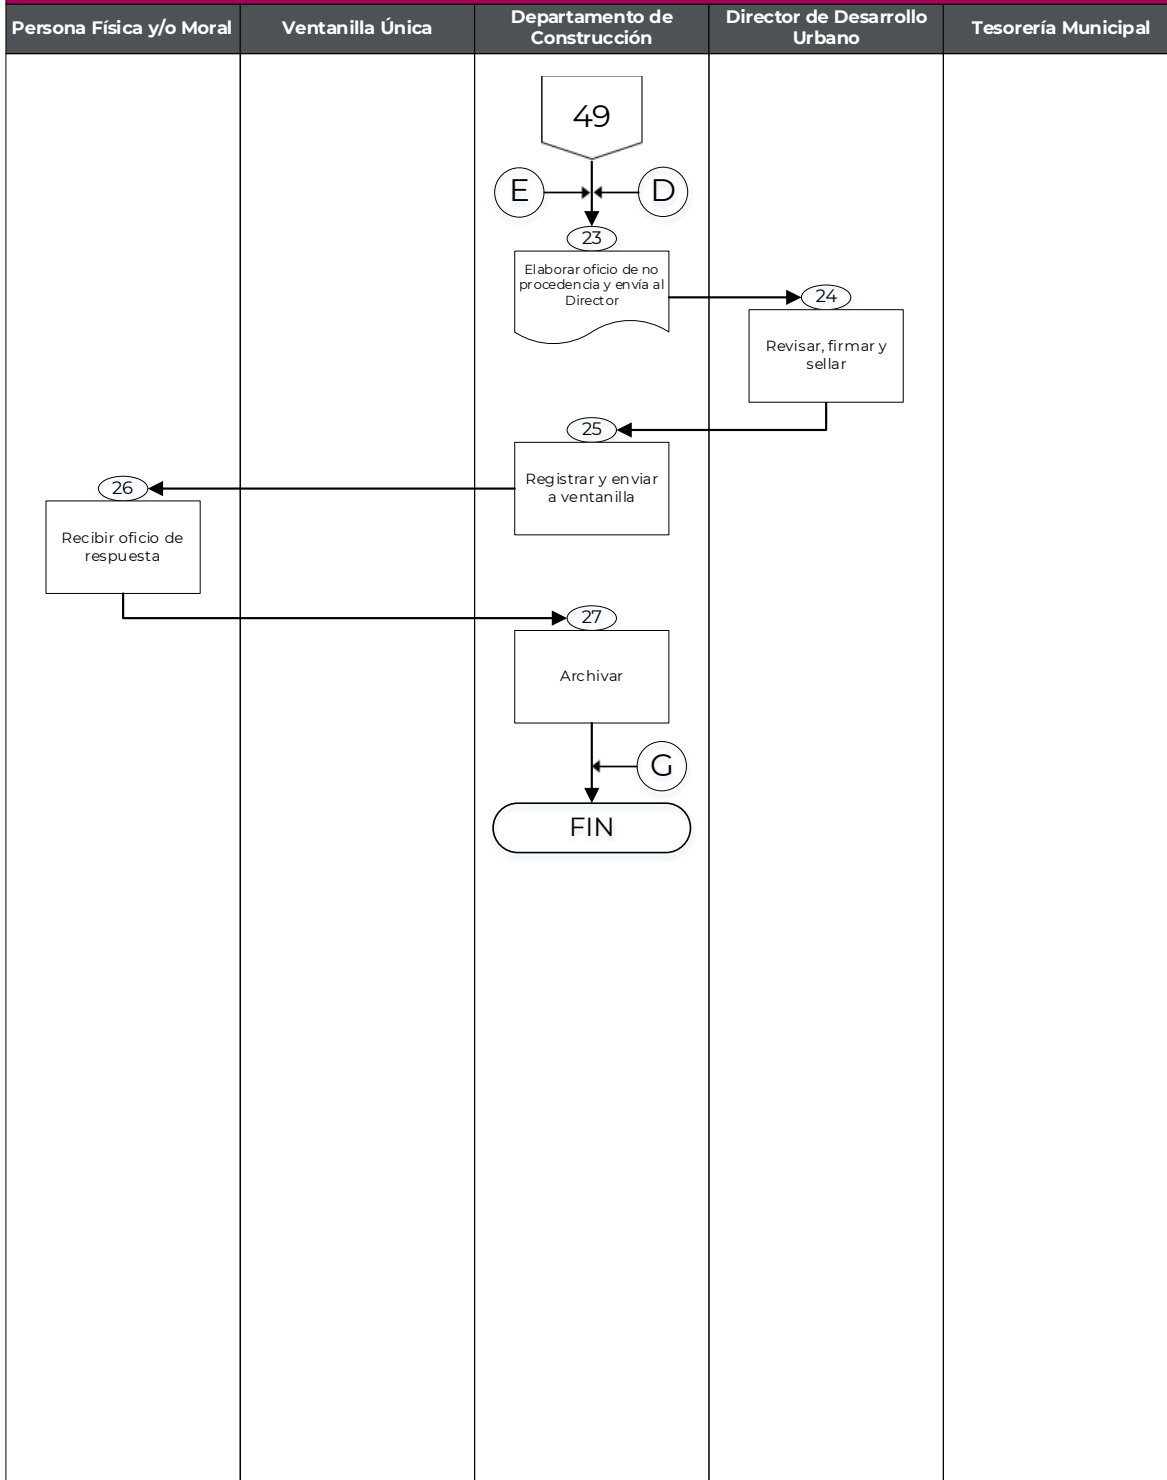 Persona Física y/o Moral
Ventanilla Única
Departamento de
Construcción
Director de Desarrollo
Urbano
Tesorería Municipal
49
E
D
23
Elaborar oficio de no
procedencia y envía al
Director
24
Revisar, firmar y
sellar
25
Registrar y enviar
a ventanilla
26
Recibir oficio de
respuesta
27
Archivar
G
FIN